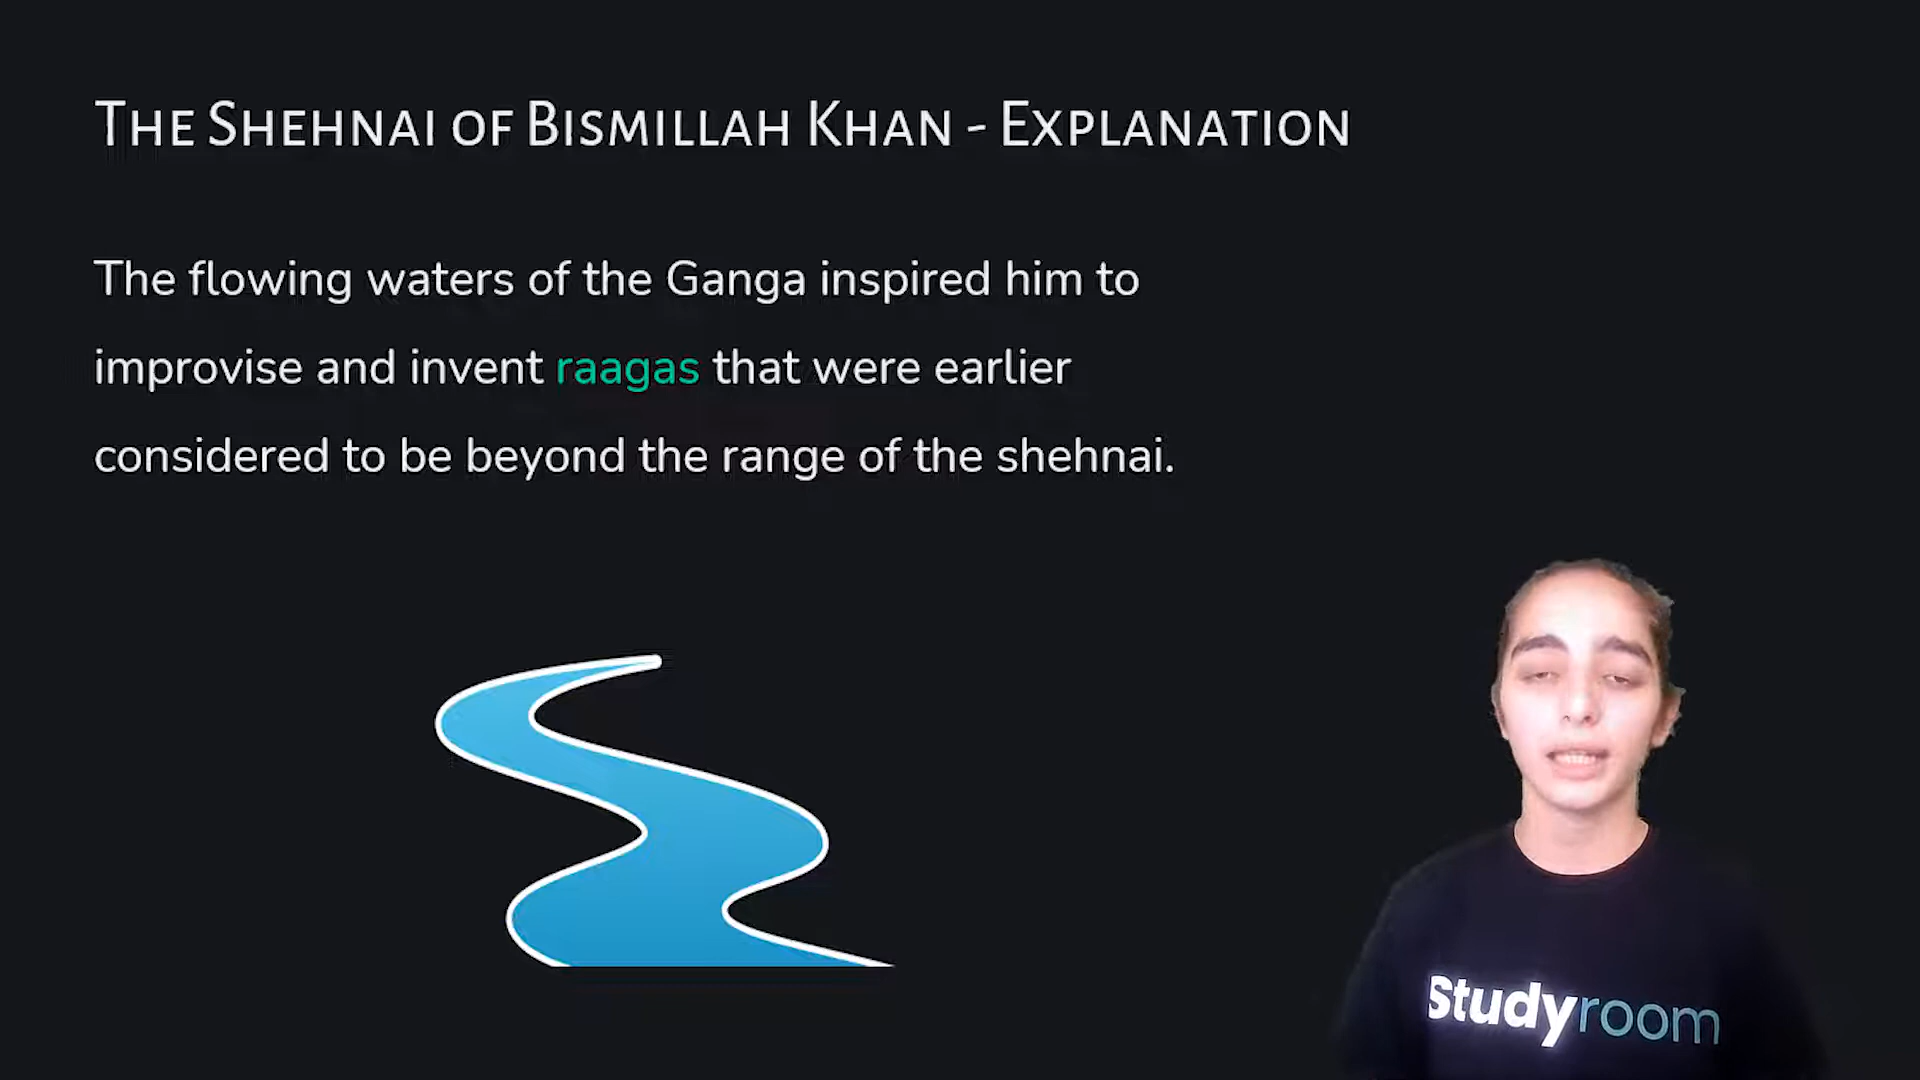 The Shehnai of Bismillah Khan - Explanation
The flowing waters of the Ganga inspired him to
improvise and invent raagas that were earlier
considered to be beyond the range of the shehnai.
Studyroom